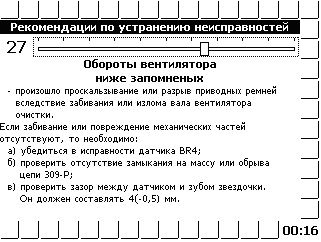 Рекомендации по устранению неисправностей
27
Обороты вентилятора
ниже запомненых
- произошло проскальзывание или разрыв приводных ремней
вследствие забивания или излома вала вентилятора
очистки.
Если забивание или повреждение механических частей
отсутствуют, то необходимо:
а) убедиться в исправности датчика BR4;
б) проверить отсутствие замыкания на массу или обрыва
цепи 309-Р;
в) проверить зазор между датчиком и зубом звездочки.
Он должен составлять 4(-0,5) мм.
00:16